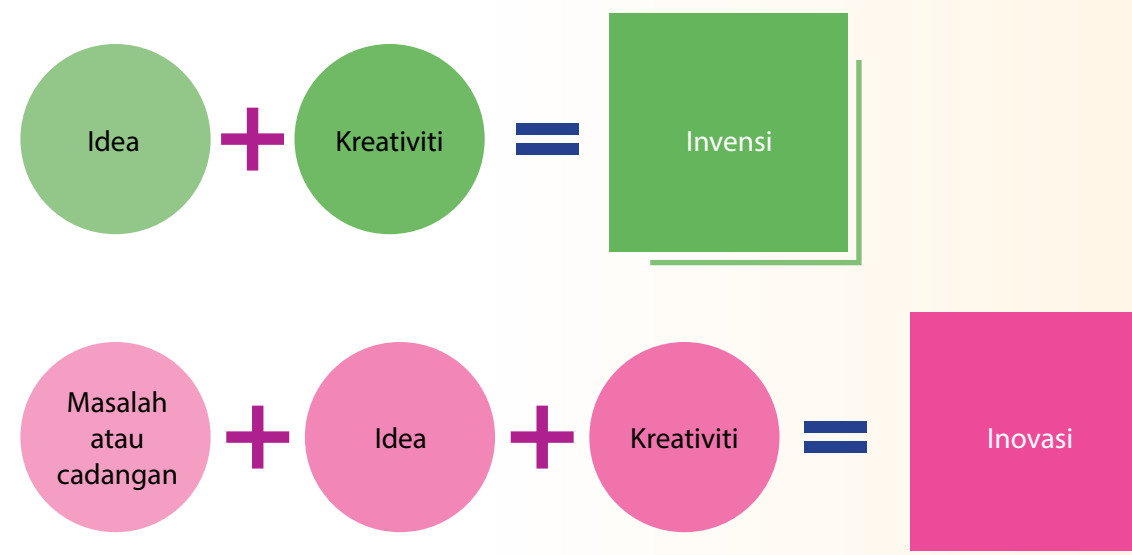 Idea
Kreativiti
Invensi
Masalah
atau
cadangan
Idea
Kreativiti
Inovasi